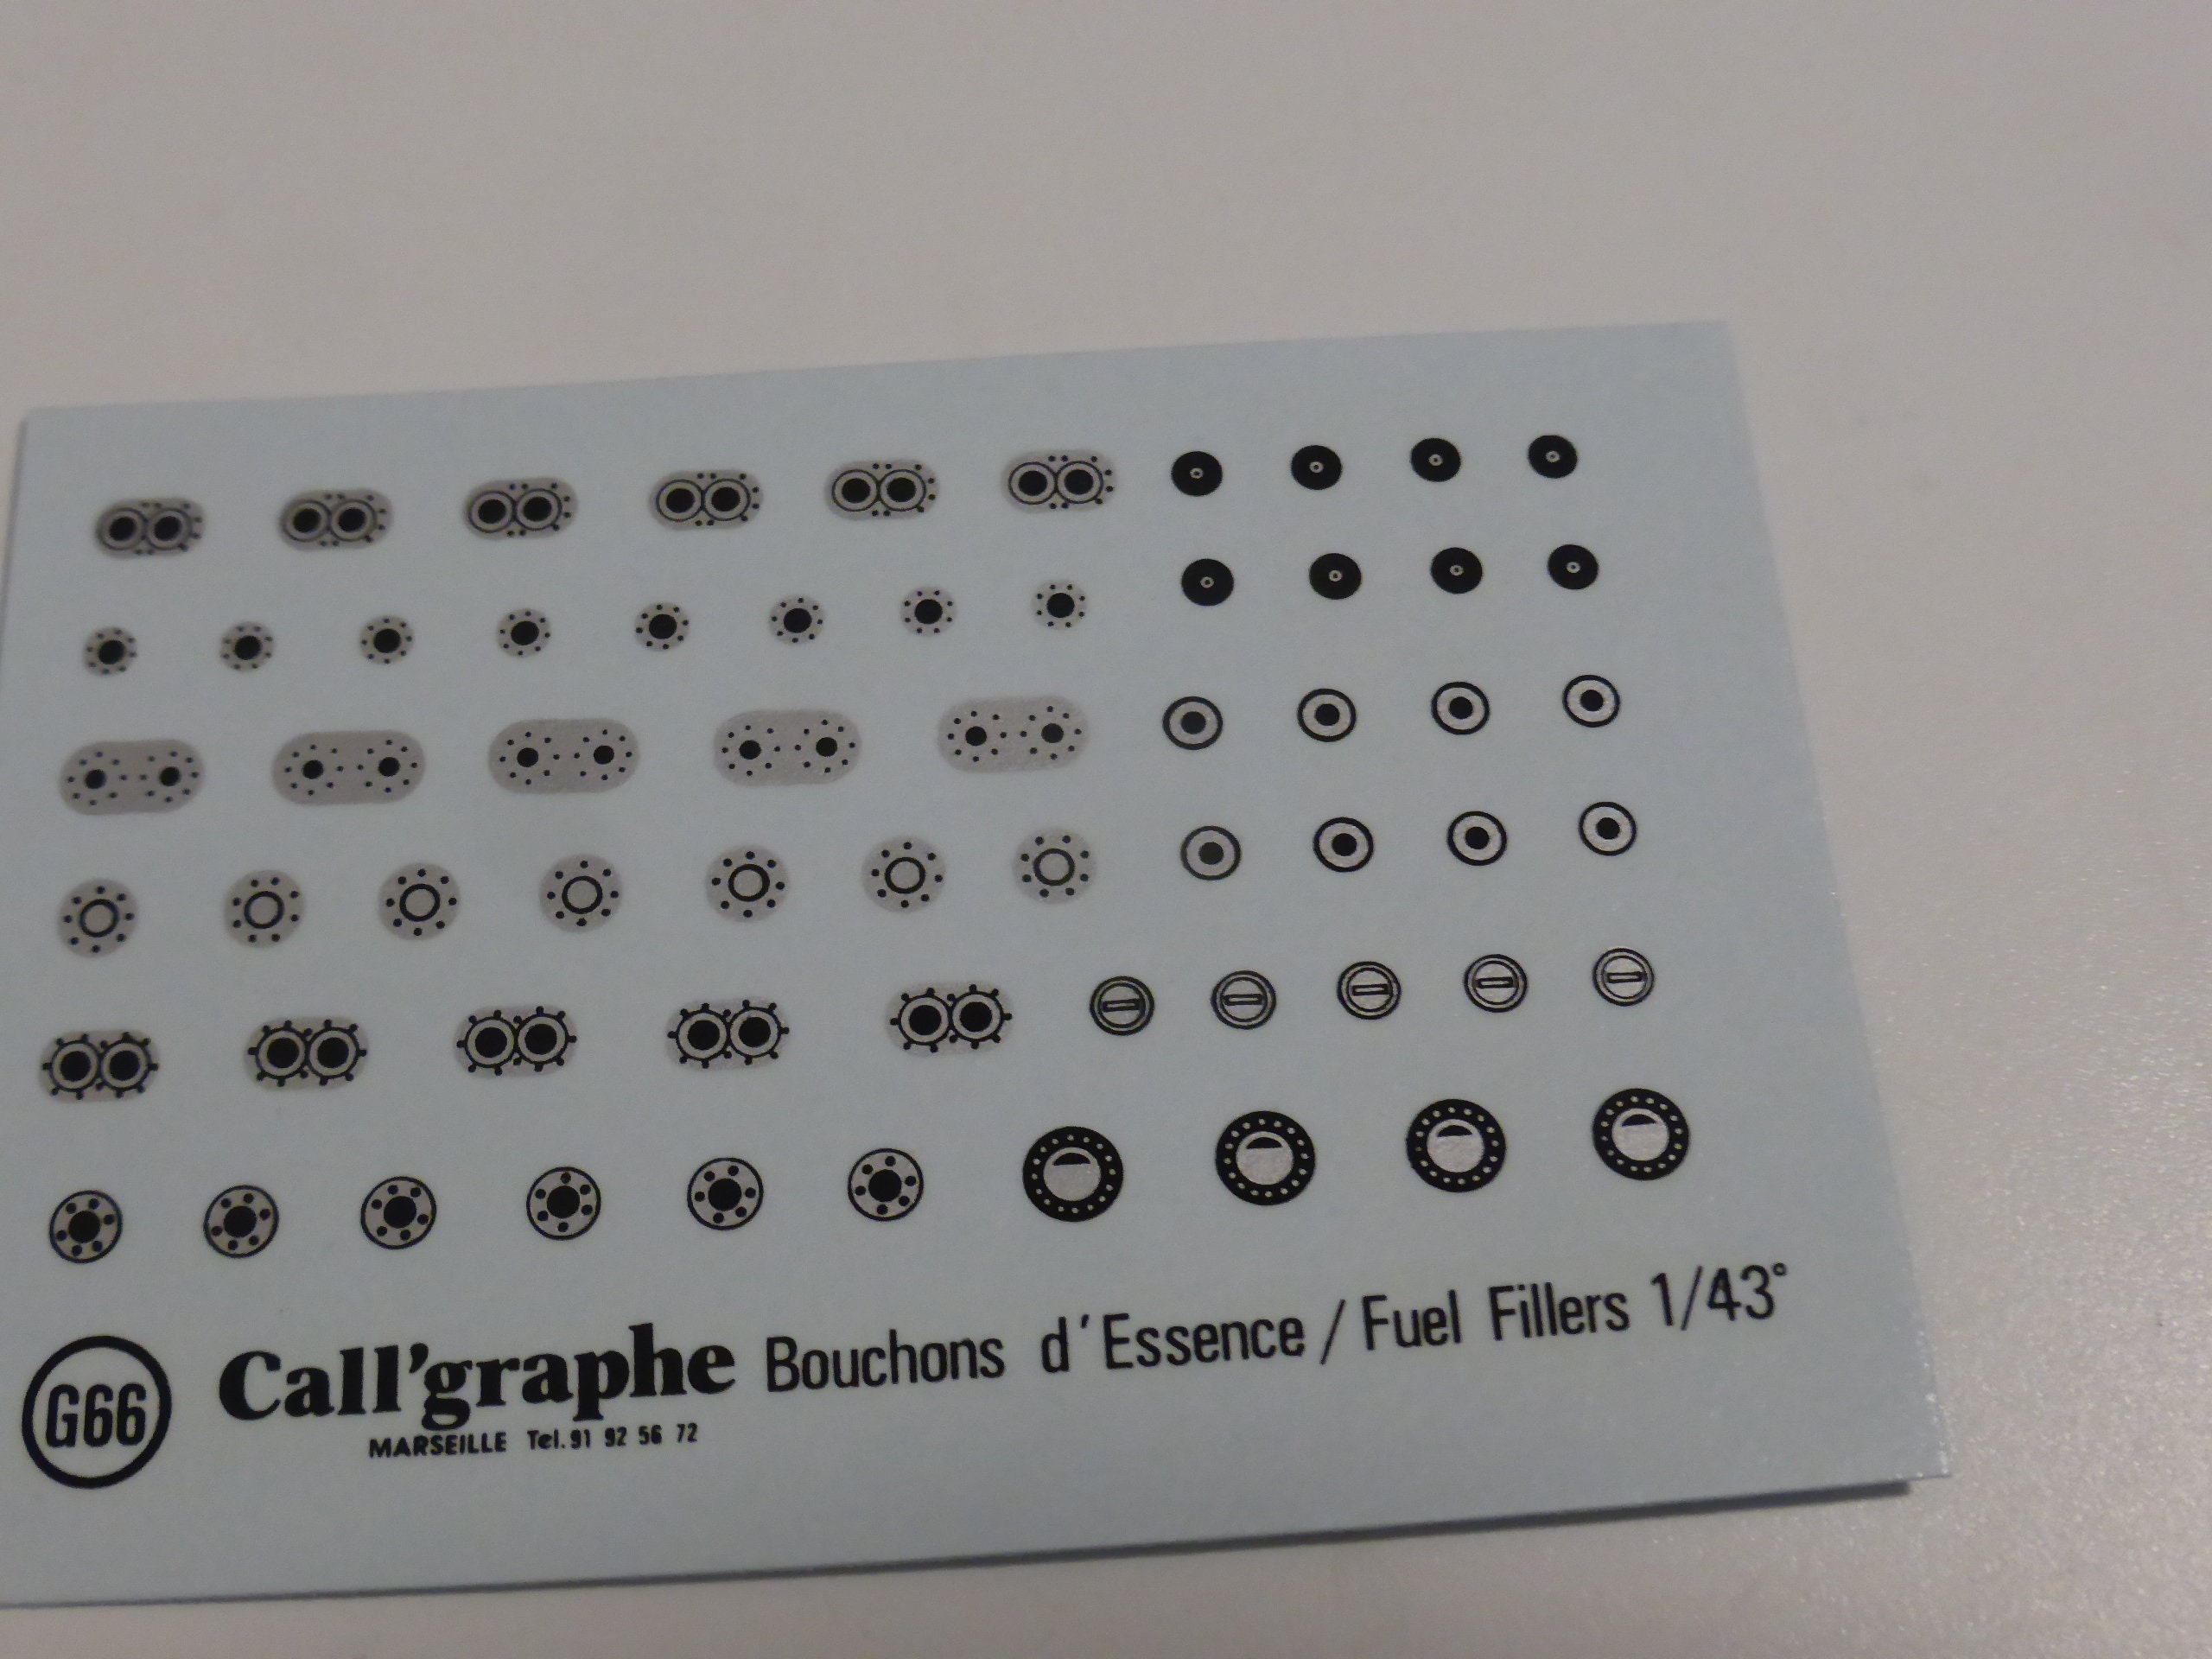 G66 Call'graphe Bouchons d'Essence / Fuel Fillers 1/43°
MARSEILLE Tel. 91 92 56 72